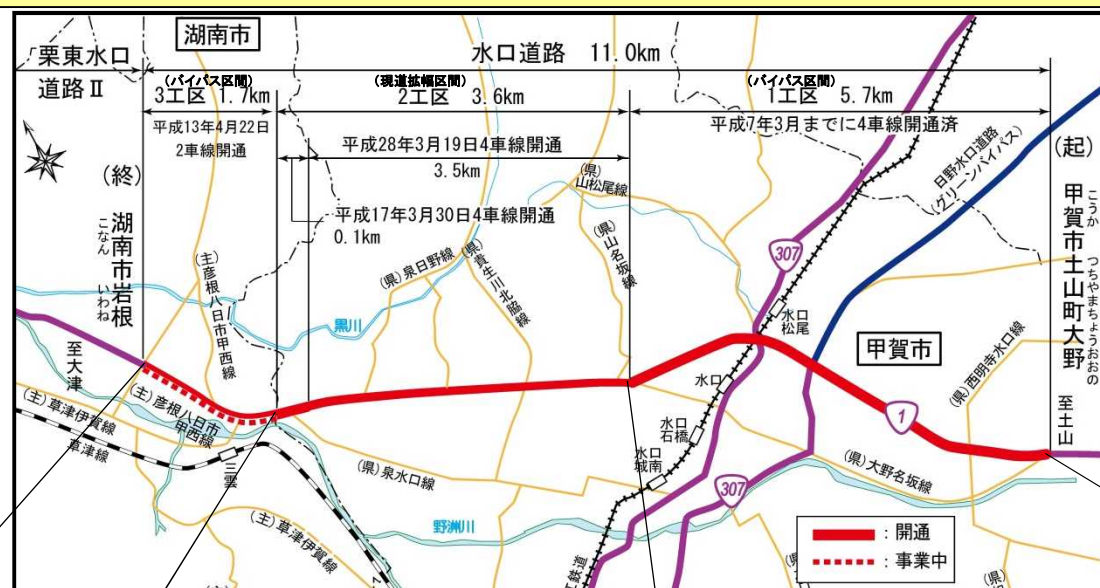 湖南市
栗東水口
道路Ⅱ
水口道路 11.0km
(バイパス区間)
3工区 1.7km
平成13年4月22日
2車線開通
(現道拡幅区間)
2工区 3.6km
平成28年3月19日4車線開通
3.5km
平成17年3月30日4車線開通
0.1km
(バイパス区間)
1工区 5.7km
平成7年3月までに4車線開通済
(終)
湖南市岩根
こなん いわね
(起)
甲賀市土山町大野
こうか つちやまちょうおおの
日野水口道路
(グリーンバイパス)
(県)
山松尾線
(県)山名坂線
(県)泉日野線
(県)貴生川北脇線
(主)彦根八日市甲西線
黒川
307
水口
松尾
甲賀市
(県)西明寺水口線
至大津
至土山
水口
水口
石橋
水口
城南
1
(主)草津伊賀線
(主)彦根八日市
甲西線
草津線
三雲
(県)泉水口線
(県)大野名坂線
307
野洲川
(主)草津伊賀線
鉄道
:開通
:事業中
(県)